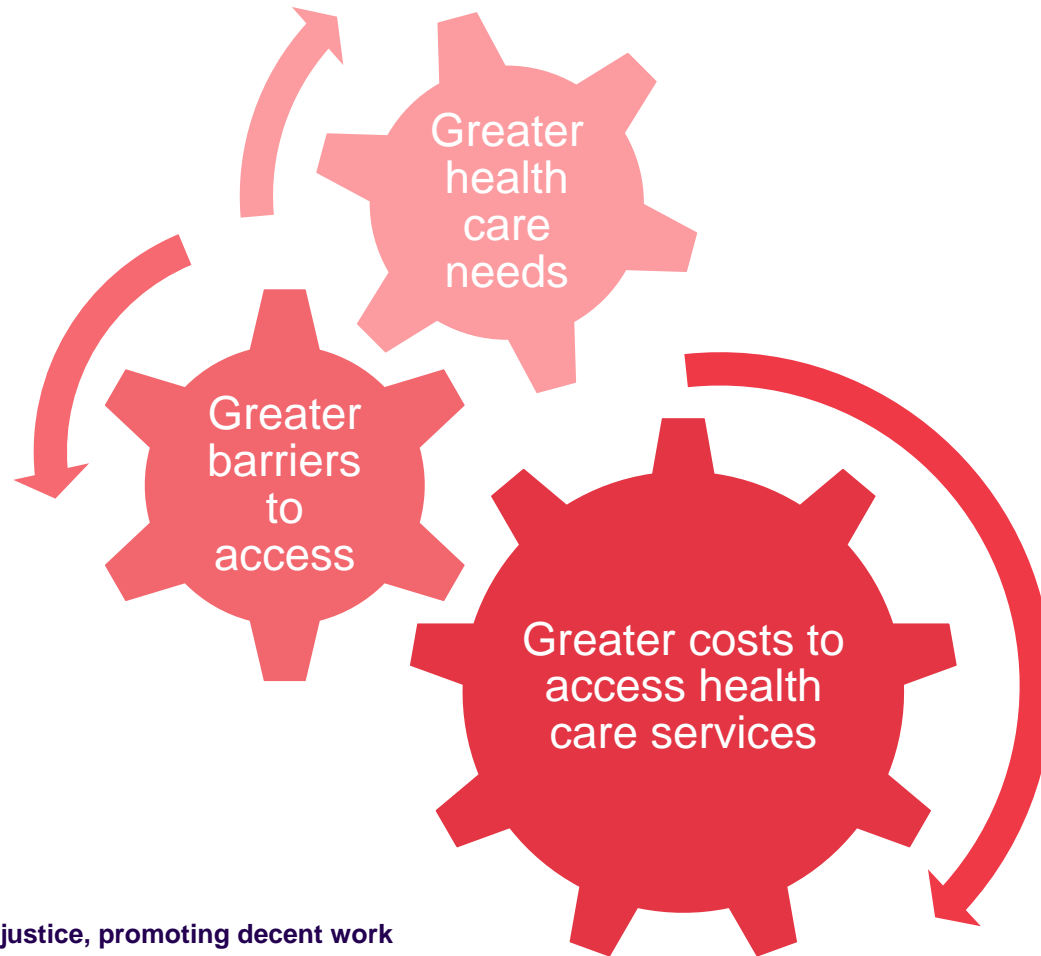 Greater
health
care
needs
Greater
barriers
to
access
Greater costs to
access health
care services
justice, promoting decent work